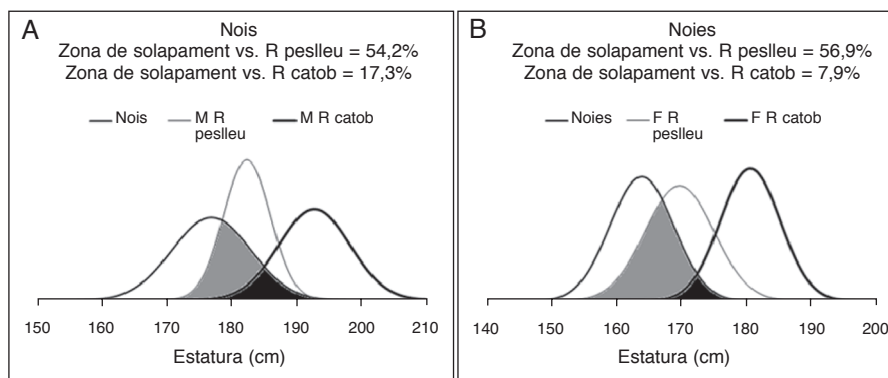 A
Nois
Zona de solapament vs. R peslleu = 54,2%
Zona de solapament vs. R catob = 17,3%
Nois M R peslleu M R catob
150 160 170 180 190 200 210
Estatura (cm)
B
Noies
Zona de solapament vs. R peslleu = 56,9%
Zona de solapament vs. R catob = 7,9%
Noies F R peslleu F R catob
140 150 160 170 180 190 200
Estatura (cm)